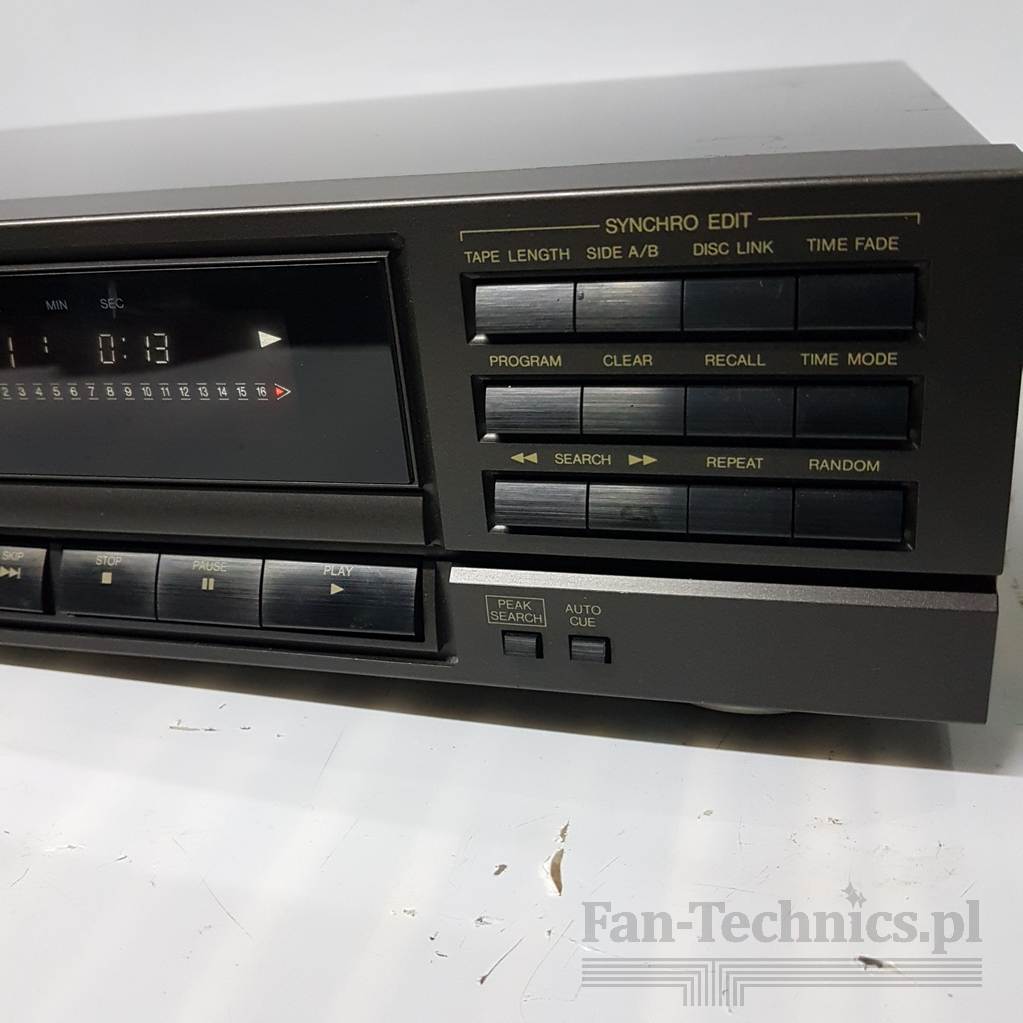 SYNCHRO EDIT
TAPE LENGTH SIDE A/B DISC LINK TIME FADE
MIN SEC
1 0:13
2 3 4 5 6 7 8 9 10 11 12 13 14 15 16
PROGRAM CLEAR RECALL TIME MODE
SEARCH REPEAT RANDOM
SKIP STOP PAUSE PLAY
PEAK SEARCH
AUTO CUE
Fan-Technics.pl